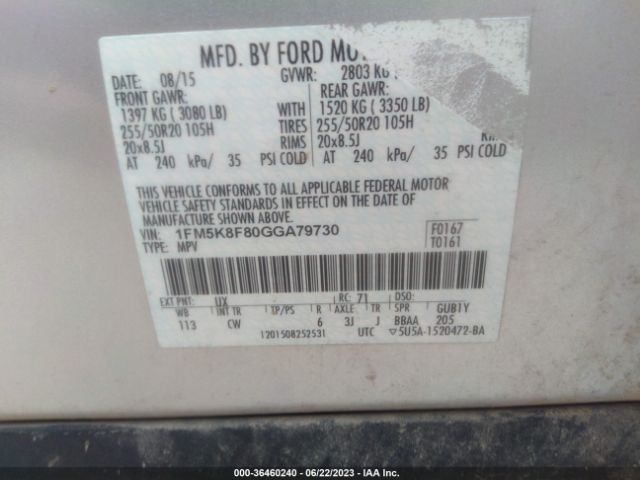 MFD. BY FORD
DATE: 08/15 GVWR: 2803 KG
FRONT GAWR: REAR GAWR:
1397 KG ( 3080 LB) WITH 1520 KG ( 3350 LB)
255/50R20 105H TIRES 255/50R20 105H
20x8.5J RIMS 20x8.5J
AT 240 kPa/ 35 PSI COLD AT 240 kPa/ 35 PSI COLD
THIS VEHICLE CONFORMS TO ALL APPLICABLE FEDERAL MOTOR
VEHICLE SAFETY STANDARDS IN EFFECT ON THE DATE OF
MANUFACTURE SHOWN ABOVE.
VIN: 1FM5K8F80GGA79730 F0167
TYPE: MPV T0161
EXT PNT: UX RC: 71 DSO:
WB INT TR TP/PS R AXLE TR SPR GUB1Y
113 CW 6 3J J BBAA 205
1201508252531 UTC ▽5U5A-1520472-BA
000-36460240 - 06/22/2023 - IAA Inc.